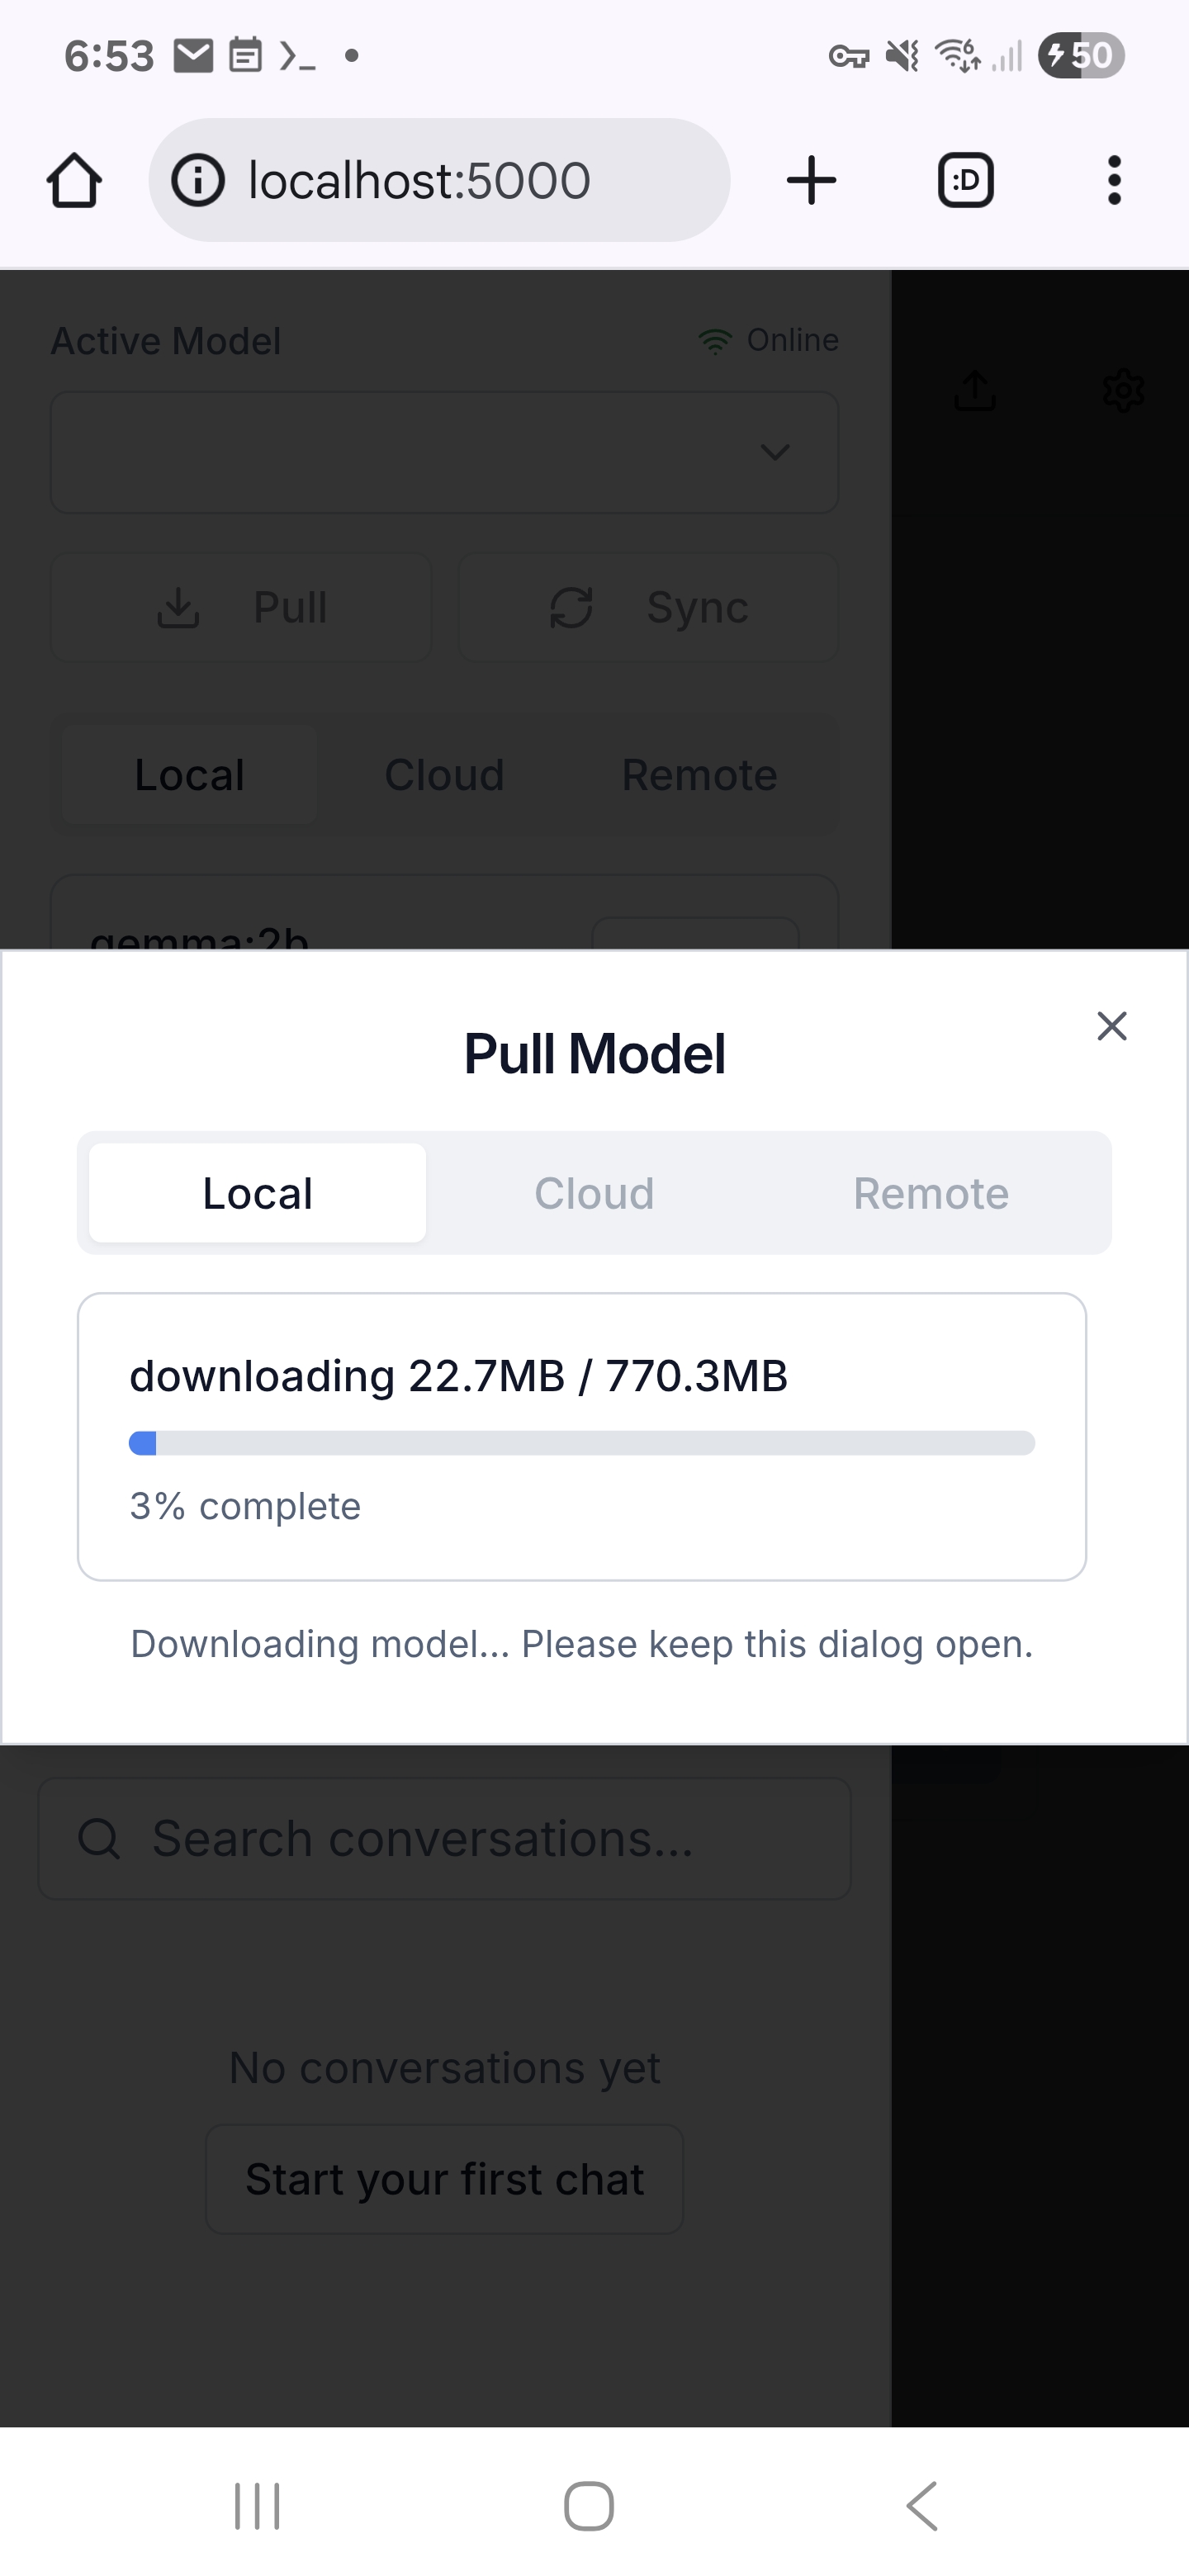 6:53
50
localhost:5000
:D
Active Model
Online
Pull
Sync
Local
Cloud
Remote
gemma:2b
Pull Model
Local
Cloud
Remote
downloading 22.7MB / 770.3MB
3% complete
Downloading model... Please keep this dialog open.
Search conversations...
No conversations yet
Start your first chat